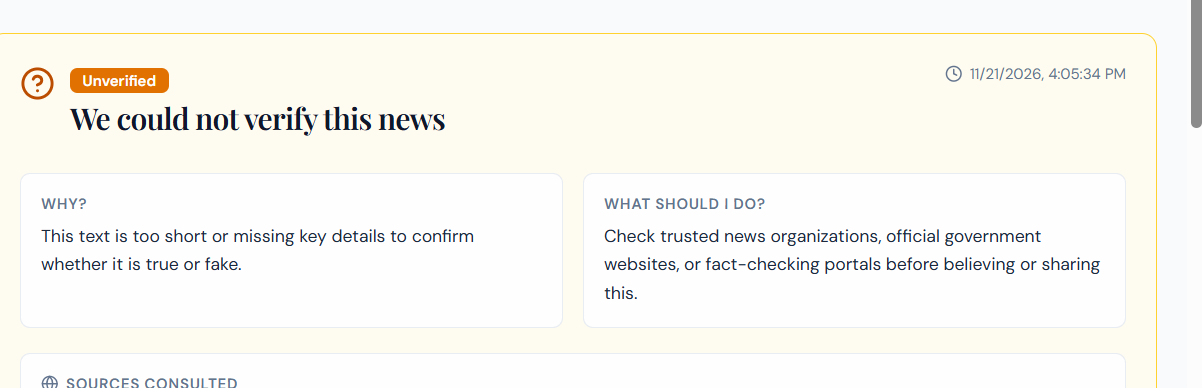 Unverified
11/21/2026, 4:05:34 PM
We could not verify this news
WHY?
This text is too short or missing key details to confirm
whether it is true or fake.
WHAT SHOULD I DO?
Check trusted news organizations, official government
websites, or fact-checking portals before believing or sharing
this.
SOURCES CONSULTED